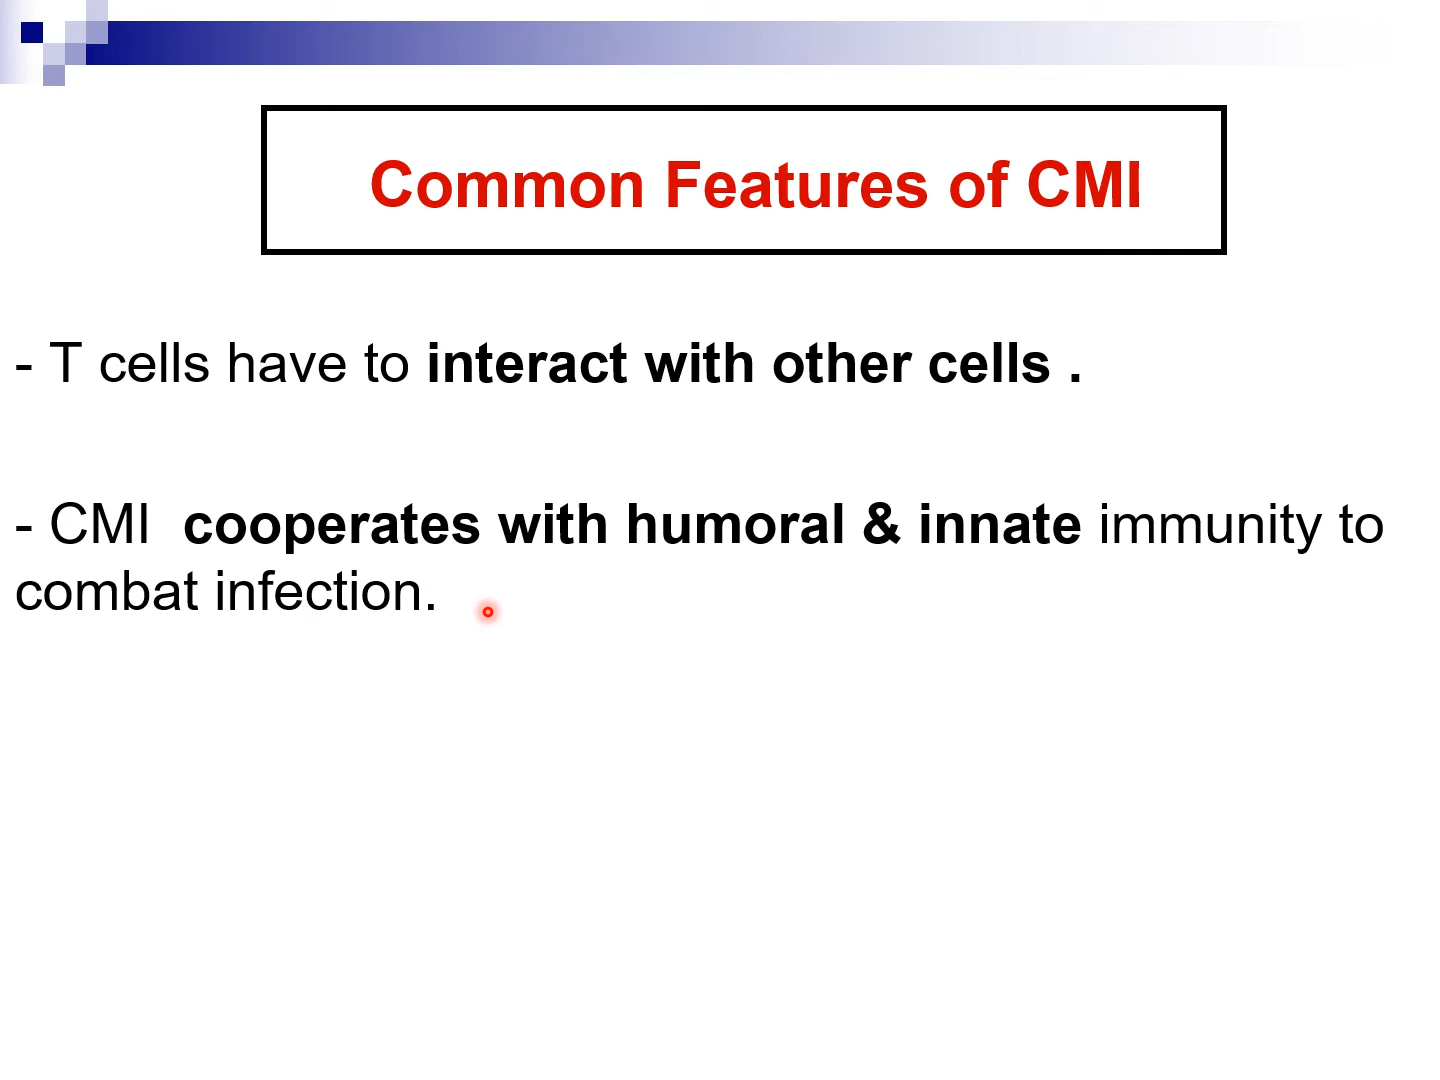 Common Features of CMI
- T cells have to interact with other cells .
- CMI  cooperates with humoral & innate immunity to
combat infection.